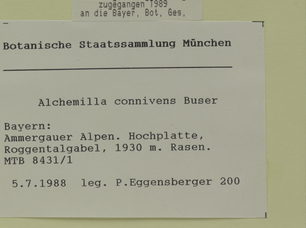 zugegangen 1989
an die Bayer, Bot, Ges,
Botanische Staatssammlung München
Alchemilla connivens Buser
Bayern:
Ammergauer Alpen. Hochplatte,
Roggentalgabel, 1930 m. Rasen.
MTB 8431/1
5.7.1988 leg. P.Eggensberger 200